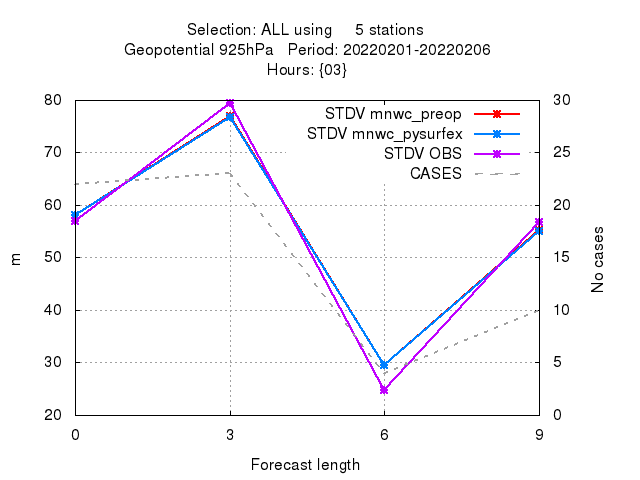 Selection: ALL using 5 stations
Geopotential 925hPa Period: 20220201-20220206
Hours: {03}
80 30
STDV mnwc_preop
STDV mnwc_pysurfex
70 25
STDV OBS
CASES
60 20
m
No cases
50 15
40 10
30 5
20 0
0 3 6 9
Forecast length